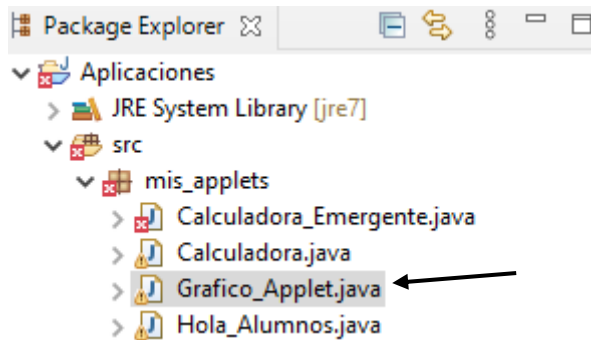 Package Explorer
Aplicaciones
JRE System Library [jre7]
src
mis_applets
Calculadora_Emergente.java
Calculadora.java
Grafico_Applet.java
Hola_Alumnos.java